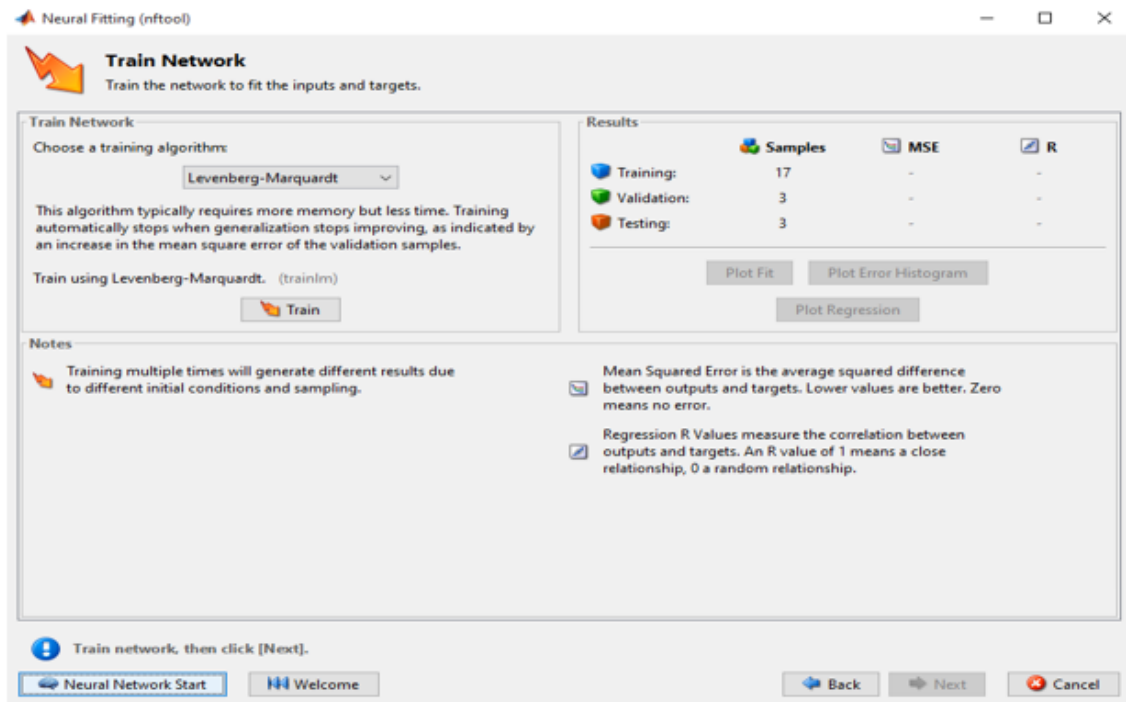 Neural Fitting (nftool)
Train Network
Train the network to fit the inputs and targets.
Train Network
Choose a training algorithm:
Levenberg-Marquardt
This algorithm typically requires more memory but less time. Training
automatically stops when generalization stops improving, as indicated by
an increase in the mean square error of the validation samples.
Train using Levenberg-Marquardt. (trainlm)
Train
Results
Samples MSE R
Training: 17 - -
Validation: 3 - -
Testing: 3 - -
Plot Fit Plot Error Histogram
Plot Regression
Notes
Training multiple times will generate different results due
to different initial conditions and sampling.
Mean Squared Error is the average squared difference
between outputs and targets. Lower values are better. Zero
means no error.
Regression R Values measure the correlation between
outputs and targets. An R value of 1 means a close
relationship, 0 a random relationship.
Train network, then click [Next].
Neural Network Start Welcome Back Next Cancel